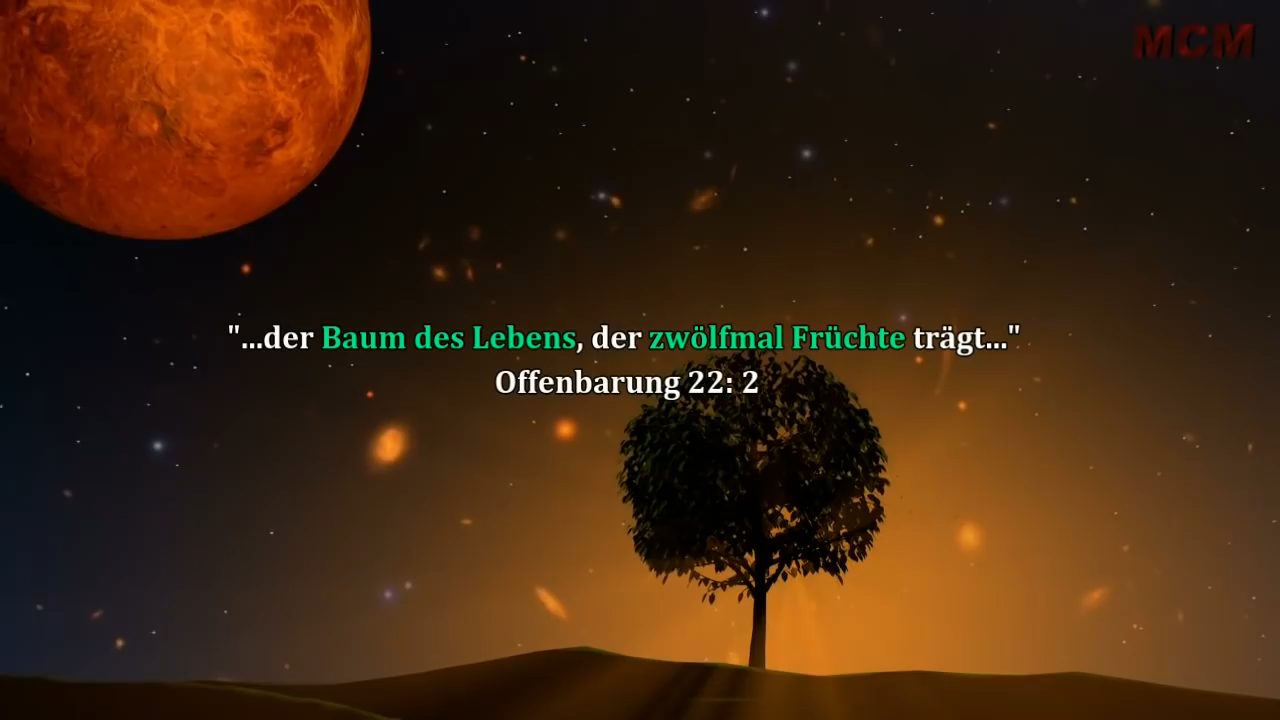 MCM
"...der Baum des Lebens, der zwölfmal Früchte trägt..."
Offenbarung 22: 2